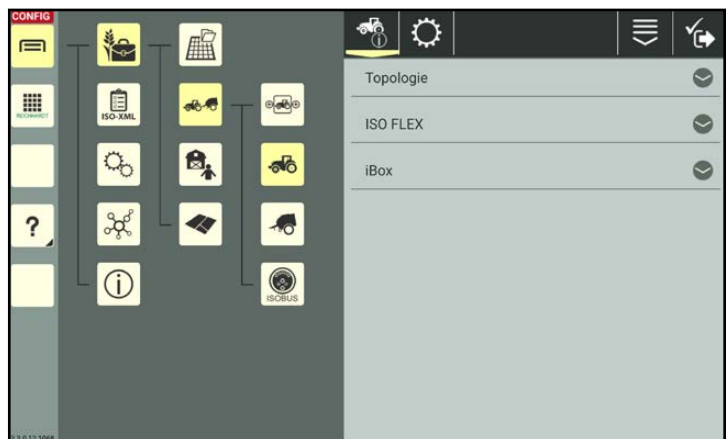 CONFIG
REICHHARDT
ISO-XML
?
ISOBUS
Topologie
ISO FLEX
iBox